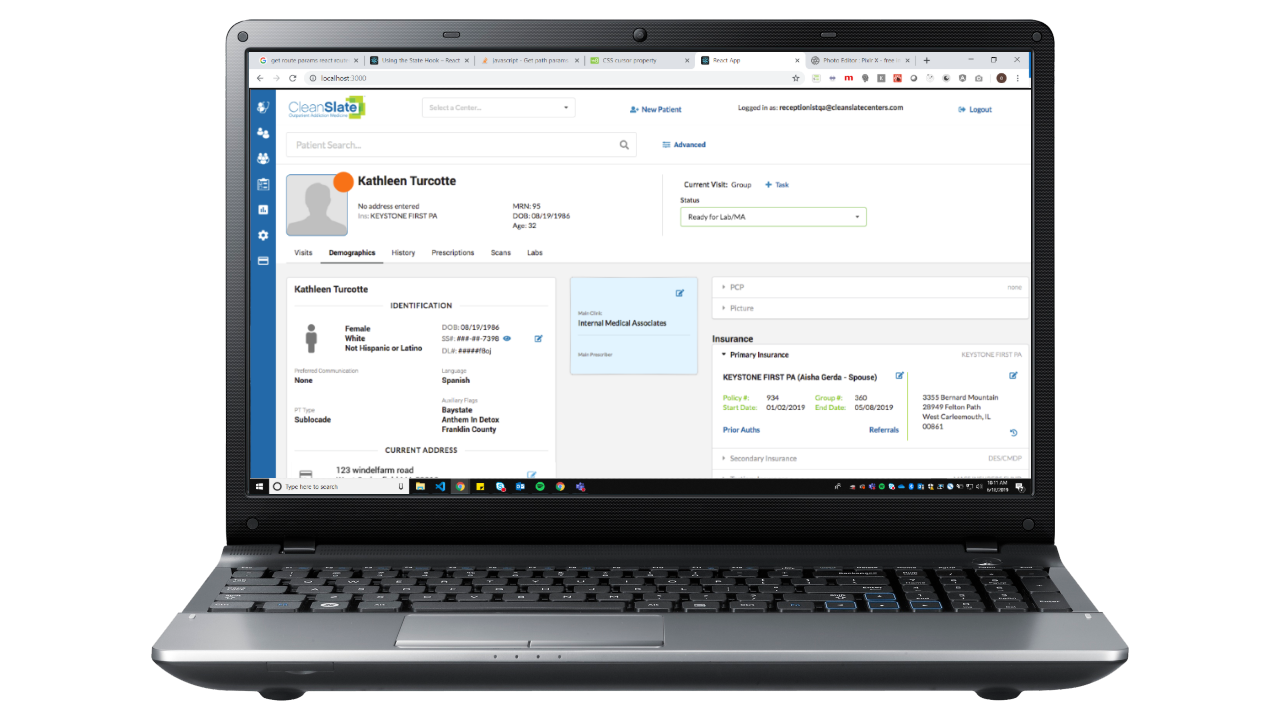 get route params react route
Using the State Hook – React
Javascript - Get path params
CSS cursor property
React App
Photo Editor : Pixlr X - free
localhost:3000
CleanSlate
Outpatient Addiction Medicine
Select a Center...
New Patient
Logged in as: receptionistqa@cleanslatecenters.com
Logout
Patient Search...
Advanced
Kathleen Turcotte
No address entered
Ins: KEYSTONE FIRST PA
MRN: 95
DOB: 08/19/1986
Age: 32
Current Visit: Group
Task
Status
Ready for Lab/MA
Visits Demographics History Prescriptions Scans Labs
Kathleen Turcotte
IDENTIFICATION
Female
White
Not Hispanic or Latino
DOB: 08/19/1986
SS#: ###-##-7398
DL#: #####f8oj
Preferred Communication
None
Language
Spanish
PT Type
Sublocade
Auxiliary Flags
Baystate
Anthem In Detox
Franklin County
CURRENT ADDRESS
123 windelfarm road
Main Clinic
Internal Medical Associates
Main Prescriber
PCP none
Picture
Insurance
Primary Insurance KEYSTONE FIRST PA
KEYSTONE FIRST PA (Aisha Gerda - Spouse)
Policy #: 934 Group #: 360
Start Date: 01/02/2019 End Date: 05/08/2019
Prior Auths Referrals
3355 Bernard Mountain
28949 Felton Path
West Carleemouth, IL
00861
Secondary Insurance DES/CMDP
Type here to search
10:11 AM